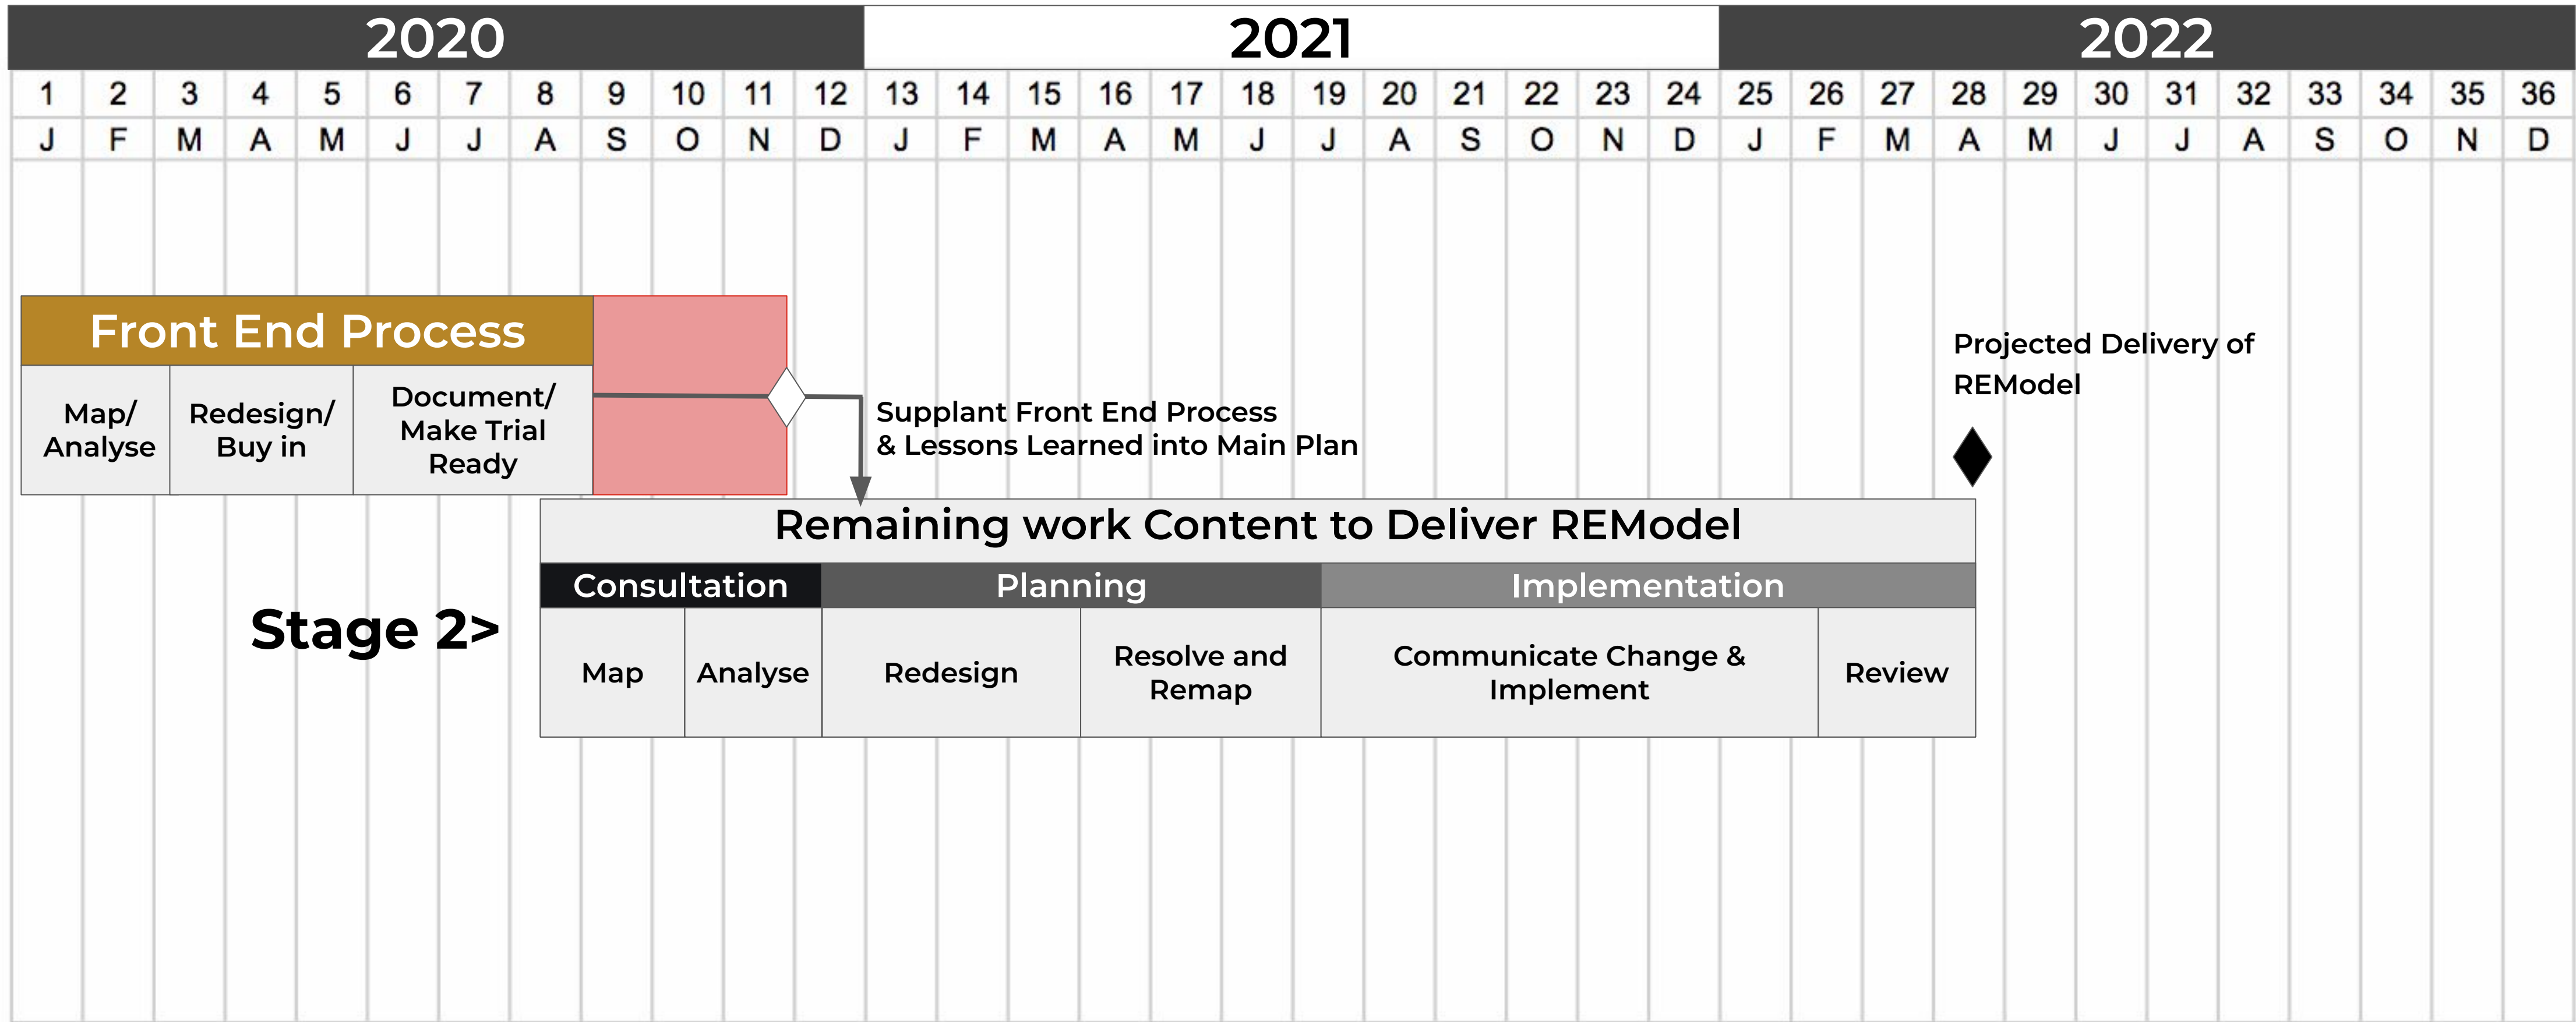 2020 2021 2022
1 2 3 4 5 6 7 8 9 10 11 12 13 14 15 16 17 18 19 20 21 22 23 24 25 26 27 28 29 30 31 32 33 34 35 36
J F M A M J J A S O N D J F M A M J J A S O N D J F M A M J J A S O N D
Front End Process
Map/
Analyse
Redesign/
Buy in
Document/
Make Trial
Ready
Supplant Front End Process
& Lessons Learned into Main Plan
Projected Delivery of
REModel
Remaining work Content to Deliver REModel
Consultation Planning Implementation
Stage 2>
Map
Analyse
Redesign
Resolve and
Remap
Communicate Change &
Implement
Review